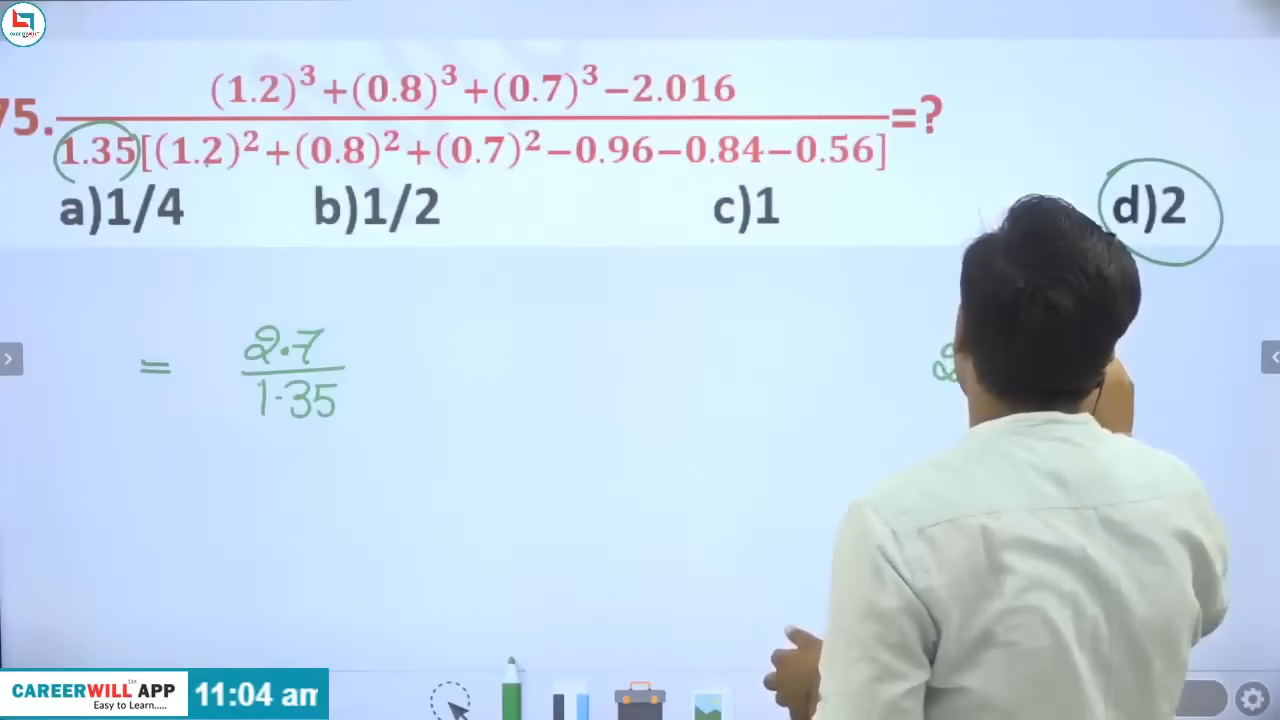 CAREERWILL
75.
(1.2)³+(0.8)³+(0.7)³−2.016
1.35[(1.2)²+(0.8)²+(0.7)²−0.96−0.84−0.56]
=?
a)1/4 b)1/2 c)1 d)2
= 2.7
1.35
2
CAREERWILL™ APP
Easy to Learn.....
11:04 am